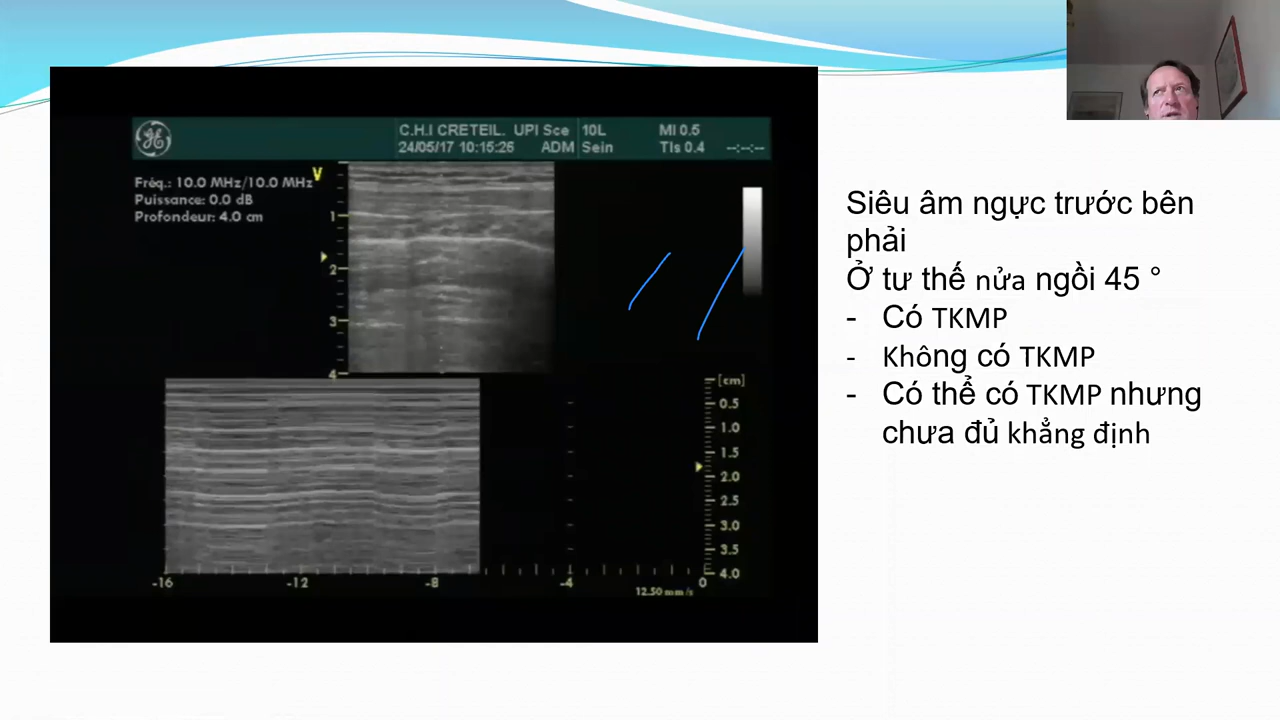 C.H.I CRETEIL. UPI Sce 10L MI 0.5
24/05/17 10:15:26 ADM Sein TIs 0.4 --:--:--
V
Fréq.: 10.0 MHz/10.0 MHz
Puissance: 0.0 dB
Profondeur: 4.0 cm
1
2
3
4
[cm]
0.5
1.0
1.5
2.0
2.5
3.0
3.5
4.0
-16 -12 -8 -4 0
12.50 mm/s
Siêu âm ngực trước bên
phải
Ở tư thế nửa ngồi 45 °
- Có TKMP
- Không có TKMP
- Có thể có TKMP nhưng
chưa đủ khẳng định